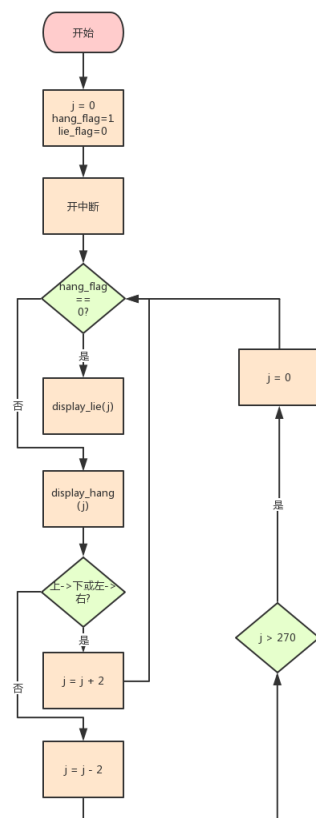 开始
j = 0
hang_flag=1
lie_flag=0
开中断
hang_flag
==
0?
是
否
display_lie(j)
j = 0
display_hang
(j)
是
上->下或左->
右?
j > 270
是
否
j = j + 2
j = j - 2